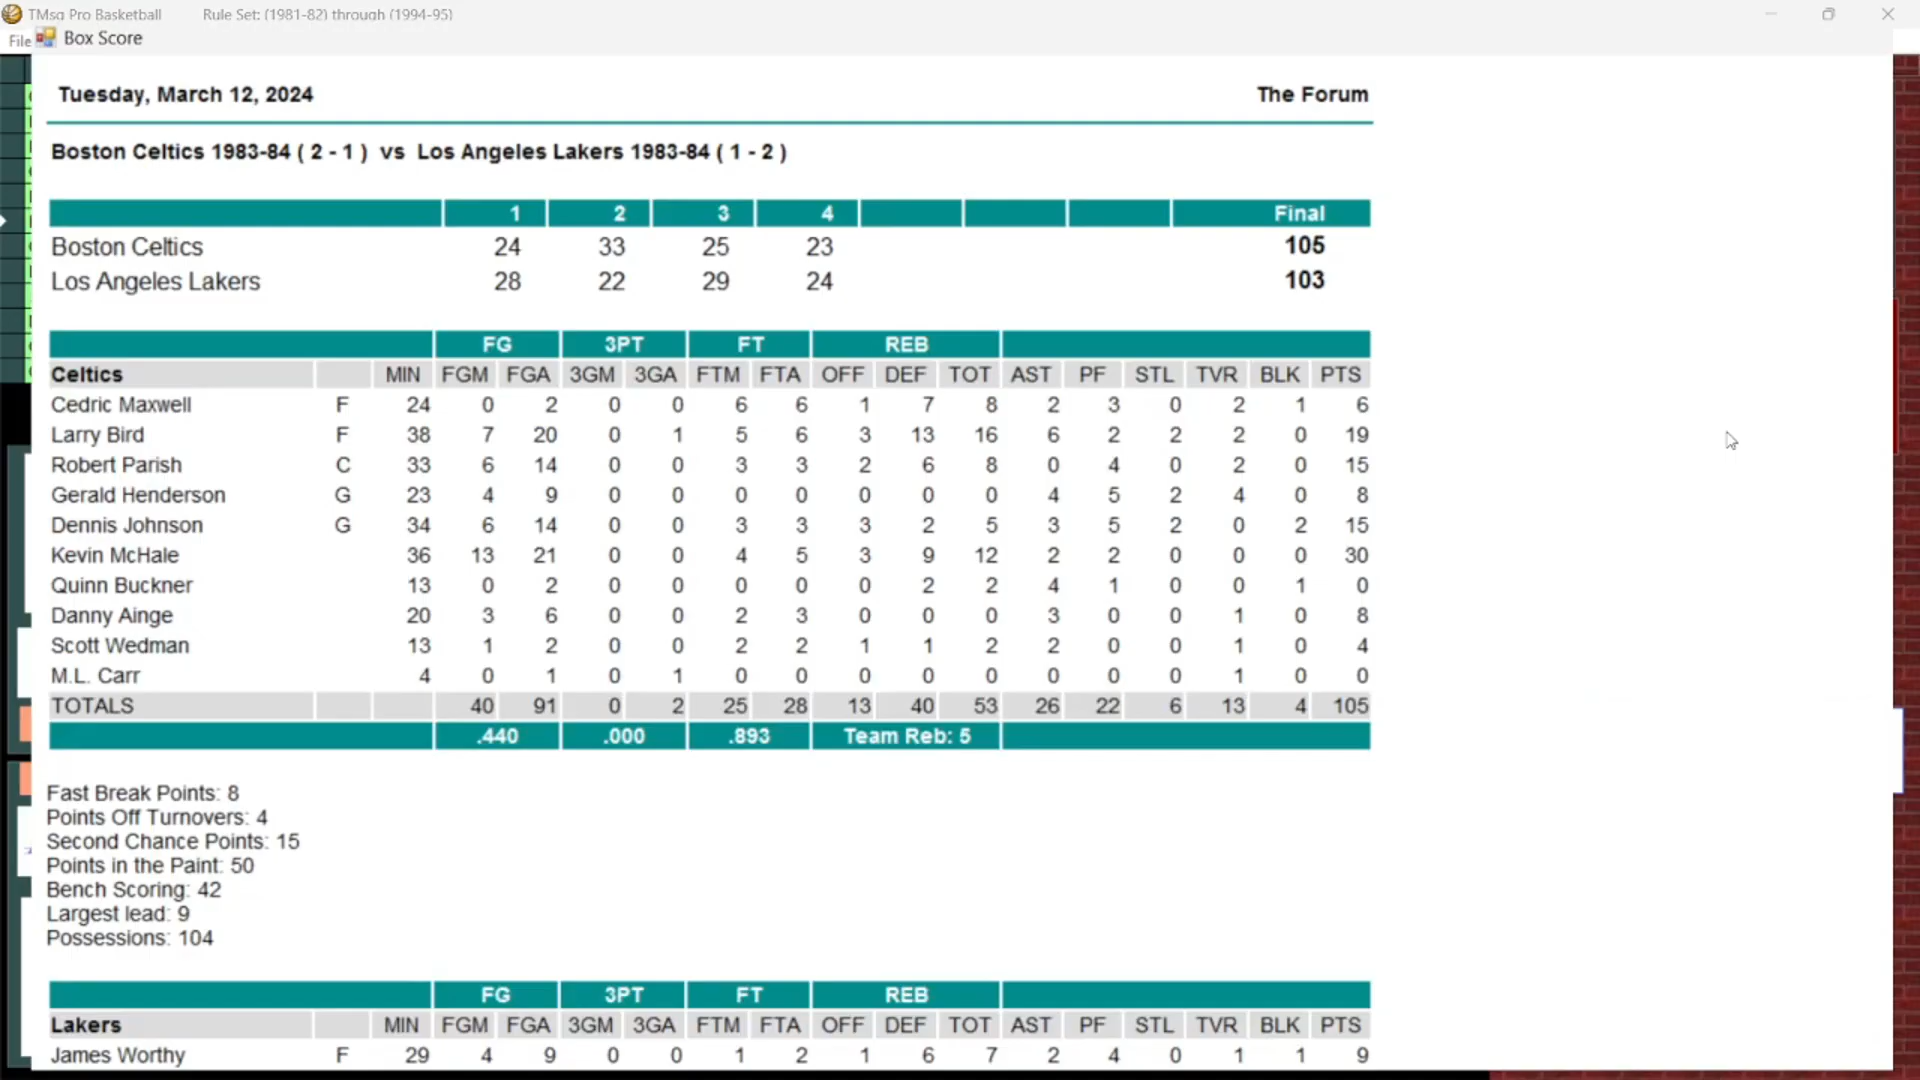 TMsg Pro Basketball Rule Set: (1981-82) through (1994-95)
File Box Score
Tuesday, March 12, 2024 The Forum
Boston Celtics 1983-84 ( 2 - 1 ) vs Los Angeles Lakers 1983-84 ( 1 - 2 )
1 2 3 4 Final
Boston Celtics 24 33 25 23 105
Los Angeles Lakers 28 22 29 24 103
FG 3PT FT REB
Celtics MIN FGM FGA 3GM 3GA FTM FTA OFF DEF TOT AST PF STL TVR BLK PTS
Cedric Maxwell F 24 0 2 0 0 6 6 1 7 8 2 3 0 2 1 6
Larry Bird F 38 7 20 0 1 5 6 3 13 16 6 2 2 2 0 19
Robert Parish C 33 6 14 0 0 3 3 2 6 8 0 4 0 2 0 15
Gerald Henderson G 23 4 9 0 0 0 0 0 0 0 4 5 2 4 0 8
Dennis Johnson G 34 6 14 0 0 3 3 3 2 5 3 5 2 0 2 15
Kevin McHale 36 13 21 0 0 4 5 3 9 12 2 2 0 0 0 30
Quinn Buckner 13 0 2 0 0 0 0 0 2 2 4 1 0 0 1 0
Danny Ainge 20 3 6 0 0 2 3 0 0 0 3 0 0 1 0 8
Scott Wedman 13 1 2 0 0 2 2 1 1 2 2 0 0 1 0 4
M.L. Carr 4 0 1 0 1 0 0 0 0 0 0 0 0 1 0 0
TOTALS 40 91 0 2 25 28 13 40 53 26 22 6 13 4 105
.440 .000 .893 Team Reb: 5
Fast Break Points: 8
Points Off Turnovers: 4
Second Chance Points: 15
Points in the Paint: 50
Bench Scoring: 42
Largest lead: 9
Possessions: 104
FG 3PT FT REB
Lakers MIN FGM FGA 3GM 3GA FTM FTA OFF DEF TOT AST PF STL TVR BLK PTS
James Worthy F 29 4 9 0 0 1 2 1 6 7 2 4 0 1 1 9